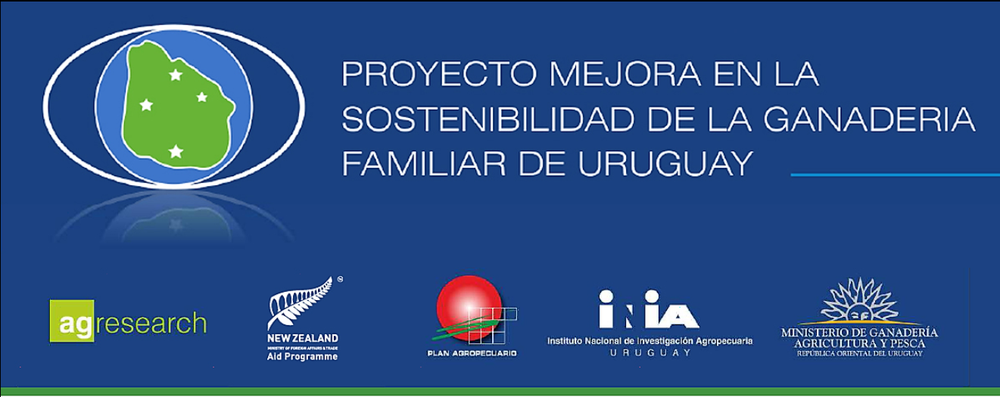 PROYECTO MEJORA EN LA
SOSTENIBILIDAD DE LA GANADERIA
FAMILIAR DE URUGUAY
agresearch
NEW ZEALAND
MINISTRY OF FOREIGN AFFAIRS & TRADE
Aid Programme
PLAN AGROPECUARIO
INIA
Instituto Nacional de Investigación Agropecuaria
URUGUAY
MINISTERIO DE GANADERÍA
AGRICULTURA Y PESCA
REPÚBLICA ORIENTAL DEL URUGUAY